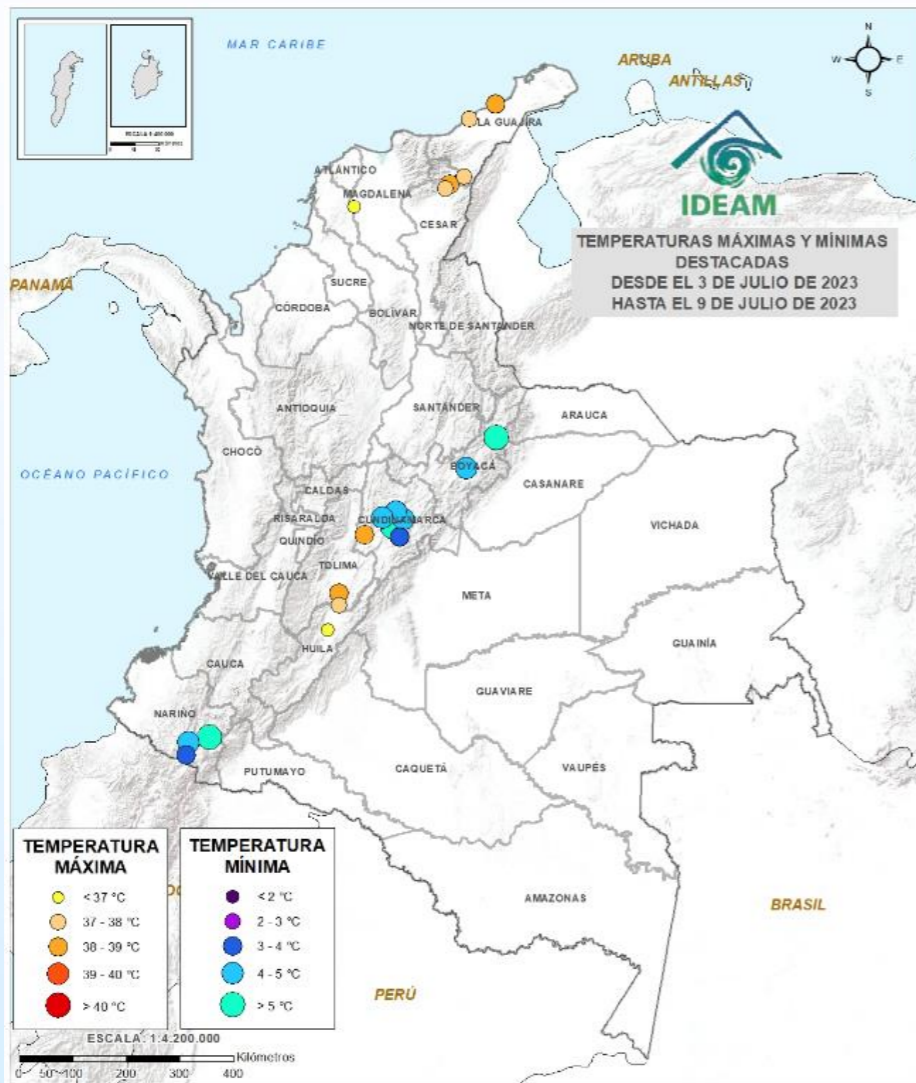 MAR CARIBE
N
W
E
S
ARUBA
ANTILLAS
LA GUAJIRA
ATLÁNTICO
MAGDALENA
CESAR
IDEAM
TEMPERATURAS MÁXIMAS Y MÍNIMAS
DESTACADAS
DESDE EL 3 DE JULIO DE 2023
HASTA EL 9 DE JULIO DE 2023
PANAMÁ
SUCRE
CÓRDOBA
BOLÍVAR
NORTE DE SANTANDER
ANTIOQUIA
SANTANDER
ARAUCA
CHOCÓ
BOYACÁ
CASANARE
OCÉANO PACÍFICO
CALDAS
RISARALDA
CUNDINAMARCA
VICHADA
QUINDÍO
TOLIMA
VALLE DEL CAUCA
META
GUAINÍA
HUILA
CAUCA
GUAVIARE
NARIÑO
PUTUMAYO
CAQUETÁ
VAUPÉS
AMAZONAS
BRASIL
PERÚ
TEMPERATURA
MÁXIMA
< 37 °C
37 - 38 °C
38 - 39 °C
39 - 40 °C
> 40 °C
TEMPERATURA
MÍNIMA
< 2 °C
2 - 3 °C
3 - 4 °C
4 - 5 °C
> 5 °C
ESCALA: 1:4.200.000
Kilómetros
0 50 100 200 300 400